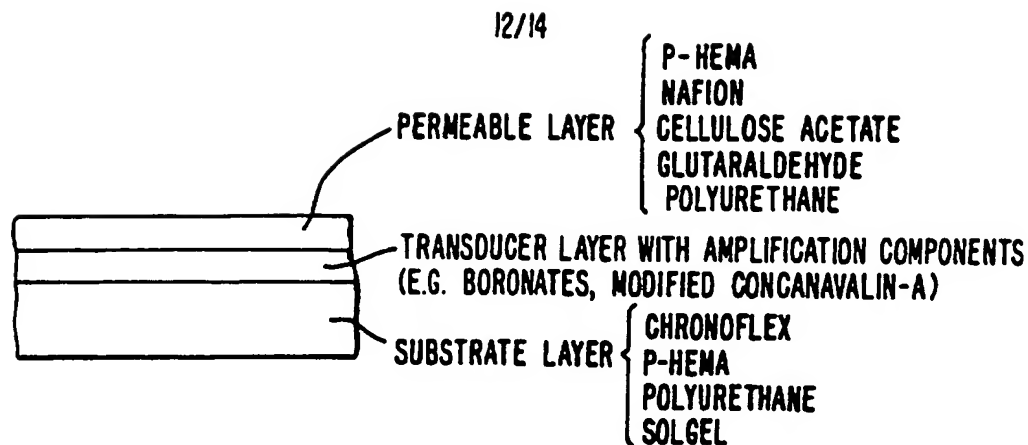 12/14
PERMEABLE LAYER
P-HEMA
NAFION
CELLULOSE ACETATE
GLUTARALDEHYDE
POLYURETHANE
TRANSDUCER LAYER WITH AMPLIFICATION COMPONENTS
(E.G. BORONATES, MODIFIED CONCANAVALIN-A)
SUBSTRATE LAYER
CHRONOFLEX
P-HEMA
POLYURETHANE
SOLGEL